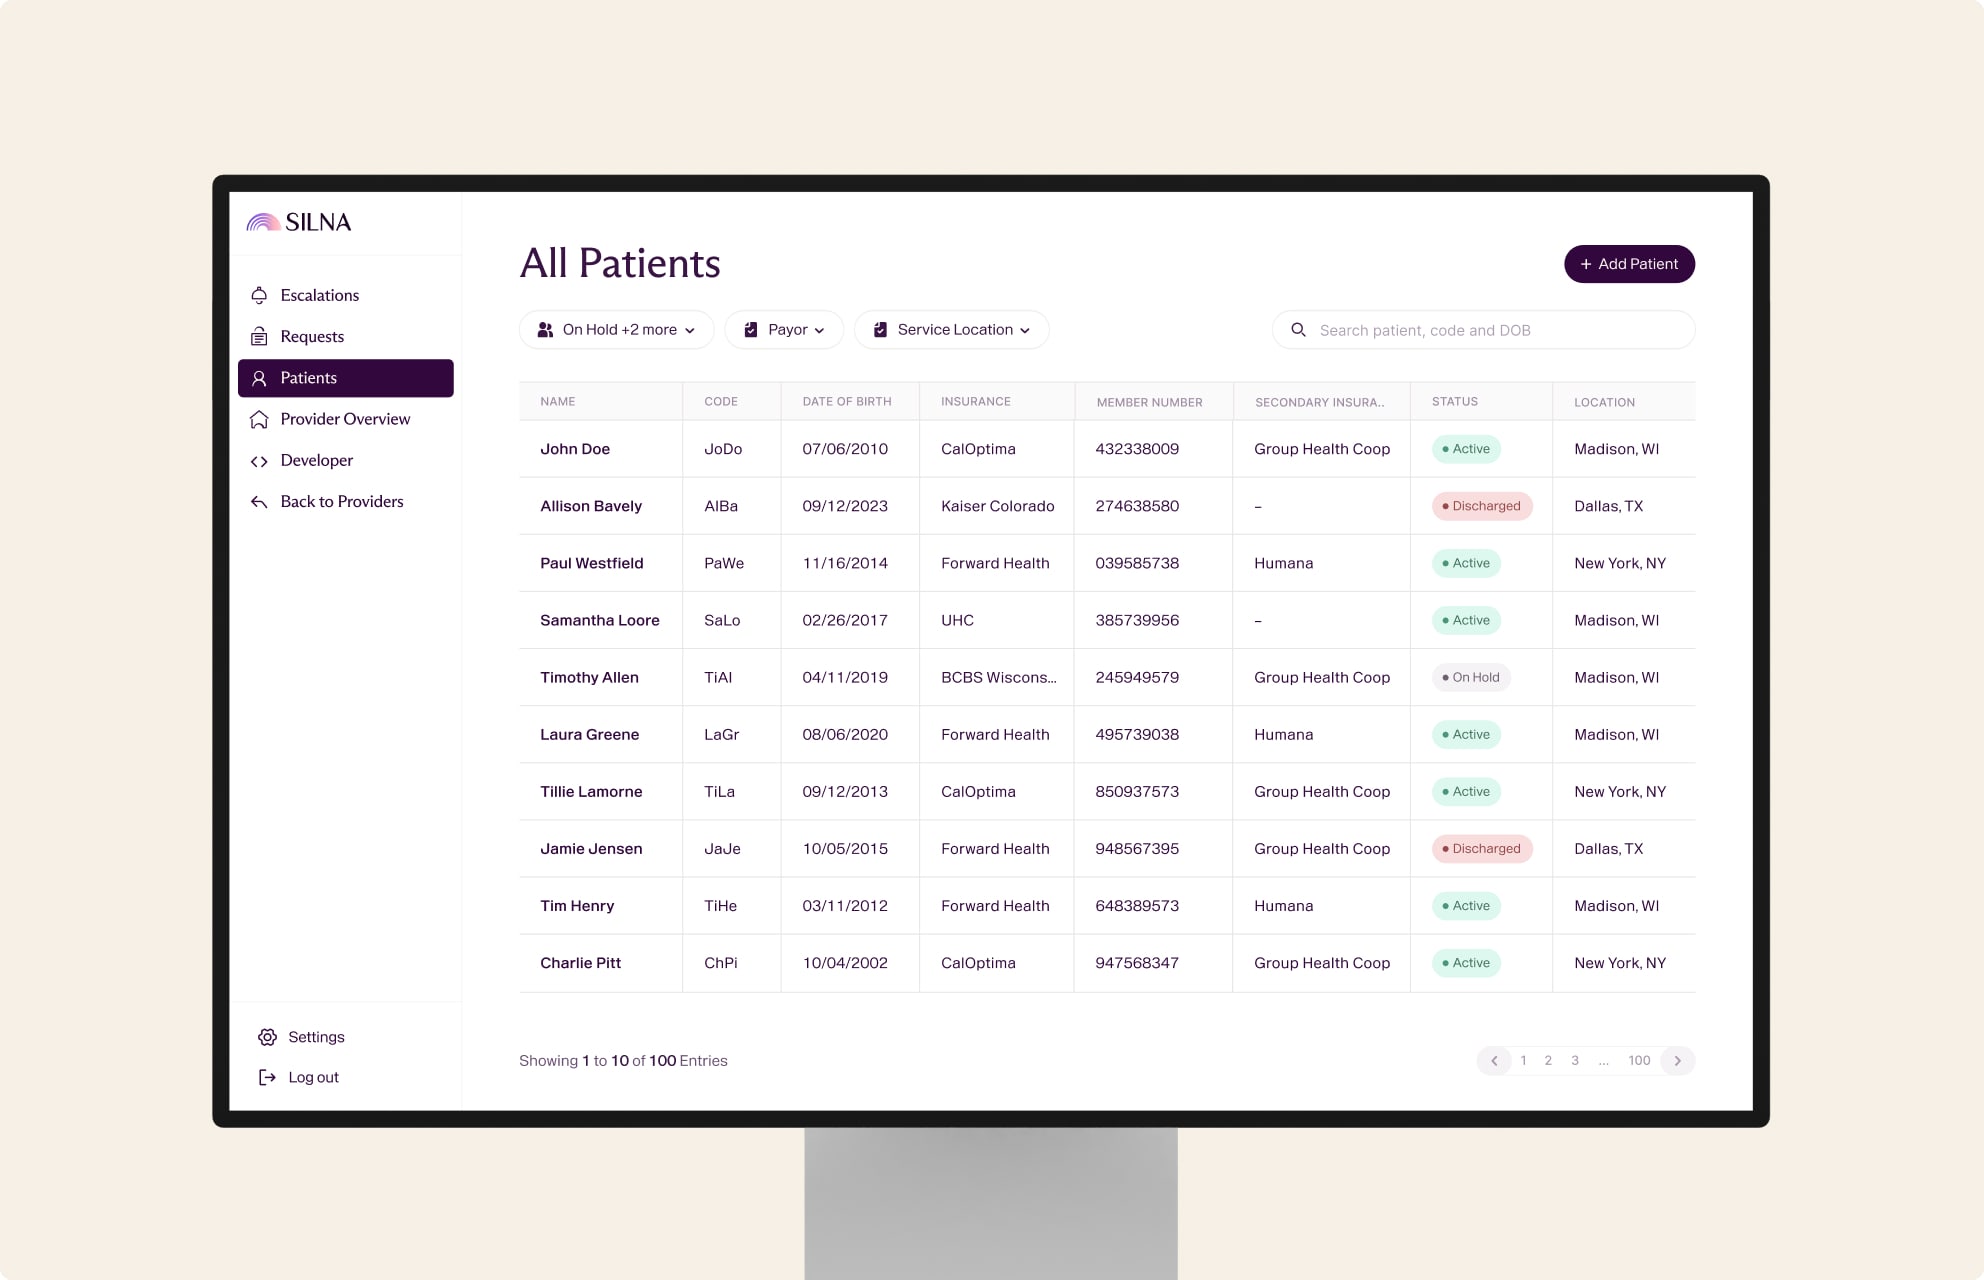 SILNA
Escalations
Requests
Patients
Provider Overview
Developer
Back to Providers
Settings
Log out
All Patients
+ Add Patient
On Hold +2 more
Payor
Service Location
Search patient, code and DOB
NAME CODE DATE OF BIRTH INSURANCE MEMBER NUMBER SECONDARY INSURA.. STATUS LOCATION
John Doe JoDo 07/06/2010 CalOptima 432338009 Group Health Coop Active Madison, WI
Allison Bavely AlBa 09/12/2023 Kaiser Colorado 274638580 – Discharged Dallas, TX
Paul Westfield PaWe 11/16/2014 Forward Health 039585738 Humana Active New York, NY
Samantha Loore SaLo 02/26/2017 UHC 385739956 – Active Madison, WI
Timothy Allen TiAl 04/11/2019 BCBS Wiscons... 245949579 Group Health Coop On Hold Madison, WI
Laura Greene LaGr 08/06/2020 Forward Health 495739038 Humana Active Madison, WI
Tillie Lamorne TiLa 09/12/2013 CalOptima 850937573 Group Health Coop Active New York, NY
Jamie Jensen JaJe 10/05/2015 Forward Health 948567395 Group Health Coop Discharged Dallas, TX
Tim Henry TiHe 03/11/2012 Forward Health 648389573 Humana Active Madison, WI
Charlie Pitt ChPi 10/04/2002 CalOptima 947568347 Group Health Coop Active New York, NY
Showing 1 to 10 of 100 Entries
1 2 3 ... 100